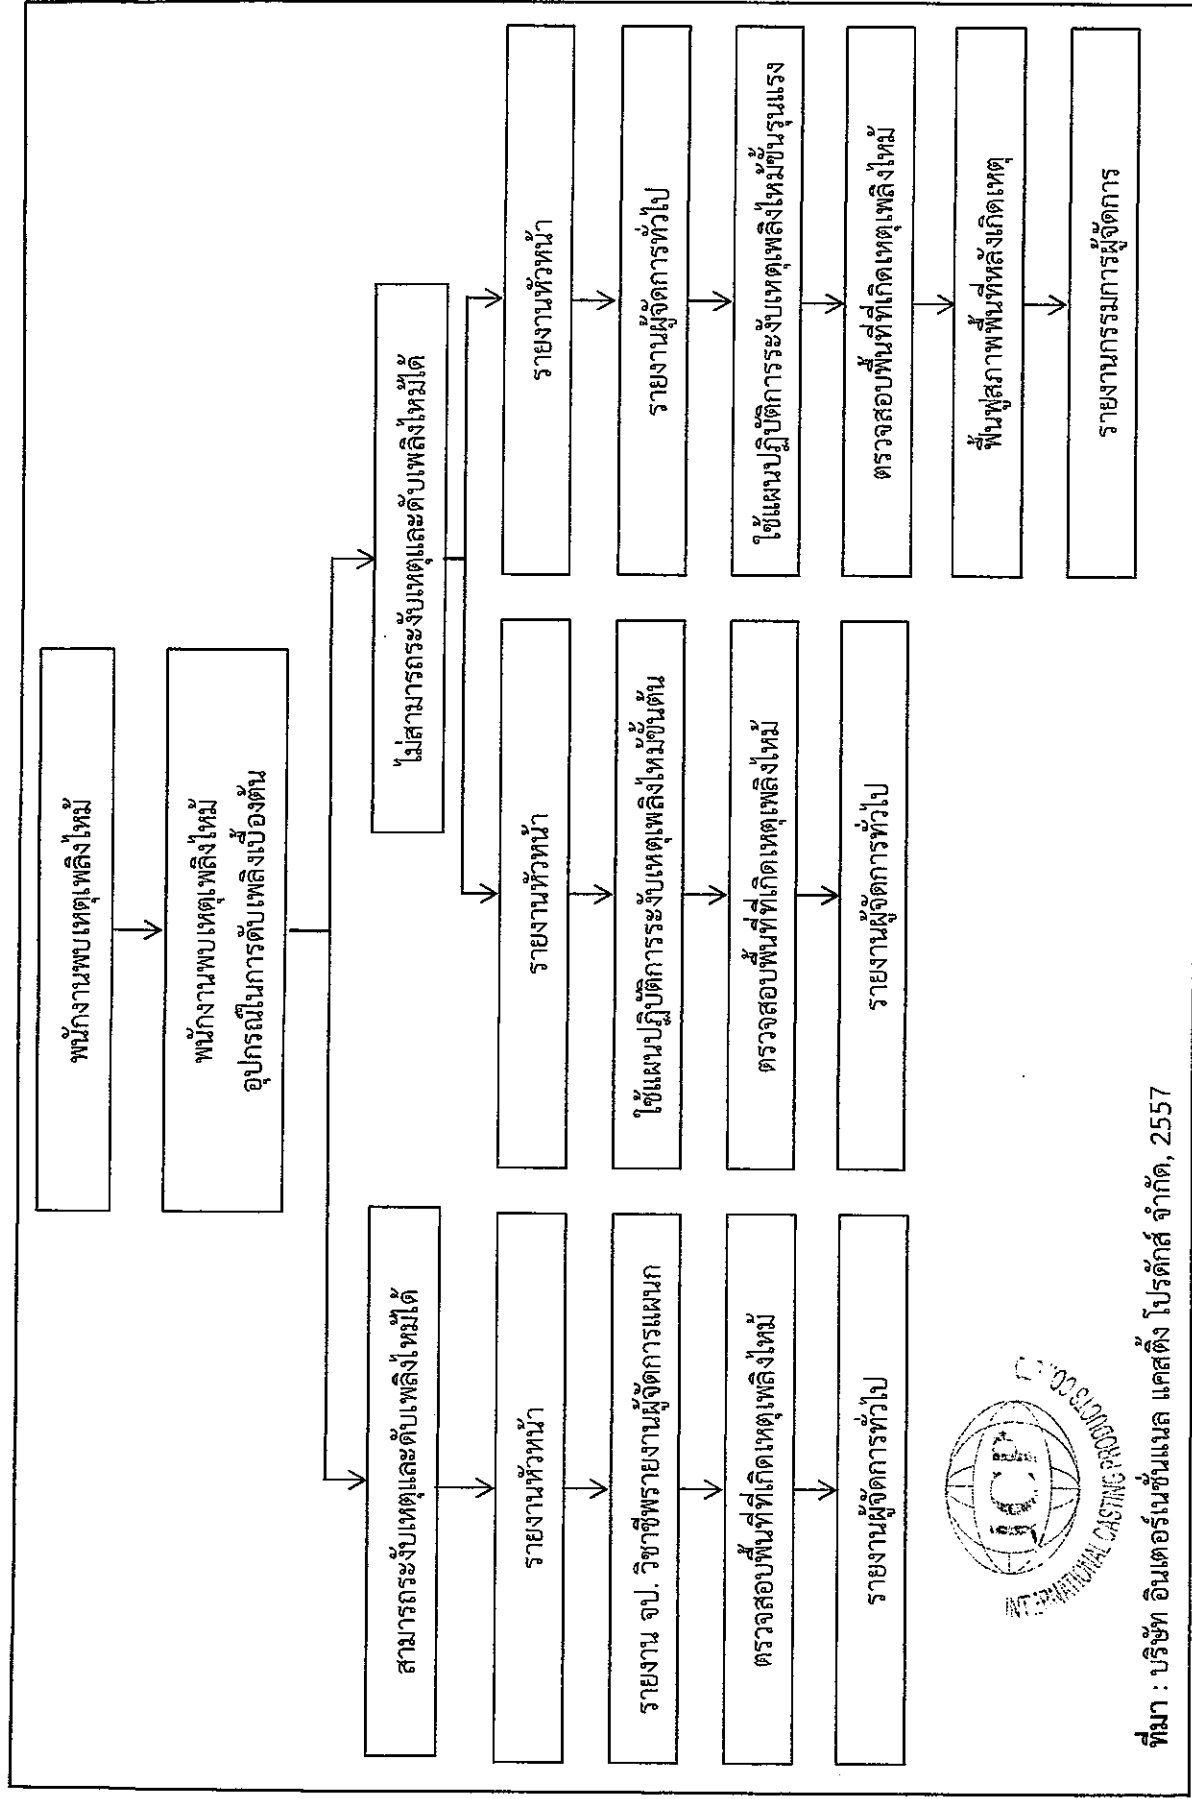 พนักงานพบเหตุเพลิงไหม้
พนักงานพบเหตุเพลิงไหม้
อุปกรณ์ในการดับเพลิงเบื้องต้น
สามารถระงับเหตุและดับเพลิงไหม้ได้
รายงานหัวหน้า
รายงาน จป. วิชาชีพรายงานผู้จัดการแผนก
ตรวจสอบพื้นที่ที่เกิดเหตุเพลิงไหม้
รายงานผู้จัดการทั่วไป
ไม่สามารถระงับเหตุและดับเพลิงไหม้ได้
รายงานหัวหน้า
ใช้แผนปฏิบัติการระงับเหตุเพลิงไหม้ขั้นต้น
ตรวจสอบพื้นที่ที่เกิดเหตุเพลิงไหม้
รายงานผู้จัดการทั่วไป
รายงานหัวหน้า
รายงานผู้จัดการทั่วไป
ใช้แผนปฏิบัติการระงับเหตุเพลิงไหม้ขั้นรุนแรง
ตรวจสอบพื้นที่ที่เกิดเหตุเพลิงไหม้
ฟื้นฟูสภาพพื้นที่หลังเกิดเหตุ
รายงานกรรมการผู้จัดการ
ICP
INTERNATIONAL CASTING PRODUCTS CO.,
ที่มา : บริษัท อินเตอร์เนชั่นแนล แคสติ้ง โปรดักส์ จำกัด, 2557